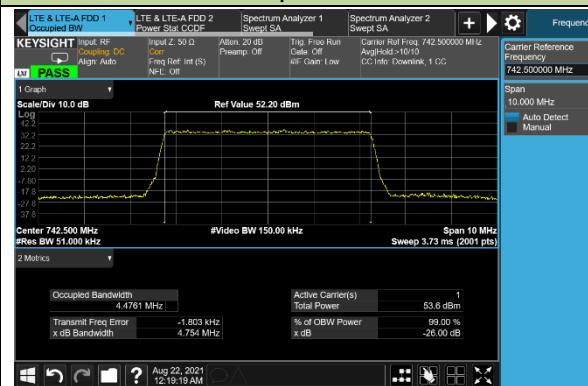 LTE & LTE-A FDD 1
Occupied BW
LTE & LTE-A FDD 2
Power Stat CCDF
Spectrum Analyzer 1
Swept SA
Spectrum Analyzer 2
Swept SA
Frequency
KEYSIGHT
Input: RF
Coupling: DC
Align: Auto
Input Z: 50 Ω
Corr
Freq Ref: Int (S)
NFE: Off
Atten: 20 dB
Preamp: Off
Trig: Free Run
Gate: Off
#IF Gain: Low
Carrier Ref Freq: 742.500000 MHz
Avg|Hold:>10/10
CC Info: Downlink, 1 CC
LXI
PASS
Carrier Reference
Frequency
742.500000 MHz
Span
10.000 MHz
Auto Detect
Manual
1 Graph
Scale/Div 10.0 dB
Ref Value 52.20 dBm
Log
42.2
32.2
22.2
12.2
2.20
-7.80
-17.8
-27.8
-37.8
Center 742.500 MHz
#Video BW 150.00 kHz
Span 10 MHz
#Res BW 51.000 kHz
Sweep 3.73 ms (2001 pts)
2 Metrics
Occupied Bandwidth
4.4761 MHz
Active Carrier(s) 1
Total Power 53.6 dBm
Transmit Freq Error -1.803 kHz
x dB Bandwidth 4.754 MHz
% of OBW Power 99.00 %
x dB -26.00 dB
?
Aug 22, 2021
12:19:19 AM